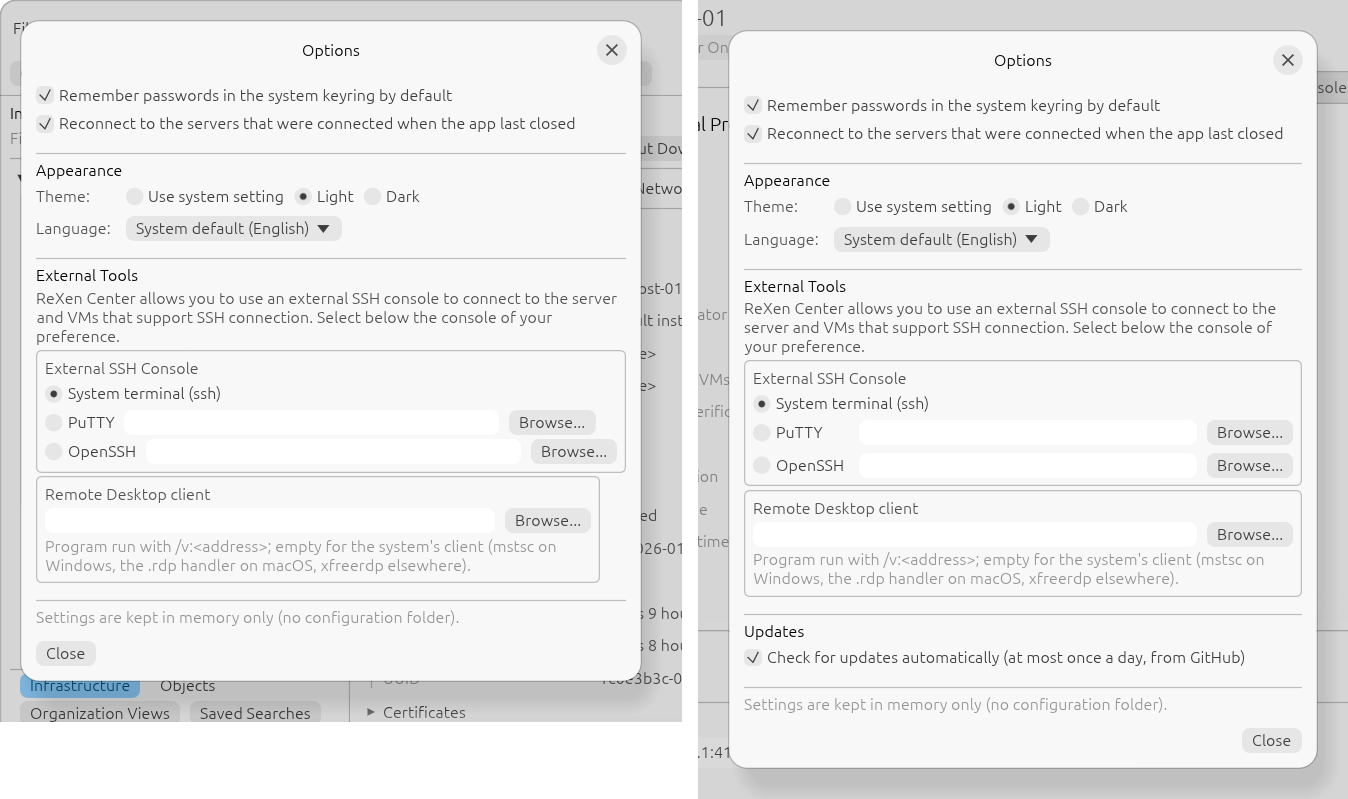 Options
Remember passwords in the system keyring by default
Reconnect to the servers that were connected when the app last closed
Appearance
Theme: Use system setting Light Dark
Language: System default (English)
External Tools
ReXen Center allows you to use an external SSH console to connect to the server
and VMs that support SSH connection. Select below the console of your
preference.
External SSH Console
System terminal (ssh)
PuTTY Browse...
OpenSSH Browse...
Remote Desktop client
Browse...
Program run with /v:<address>; empty for the system's client (mstsc on
Windows, the .rdp handler on macOS, xfreerdp elsewhere).
Settings are kept in memory only (no configuration folder).
Close
Infrastructure Objects
Organization Views Saved Searches
Certificates
-01
Options
Remember passwords in the system keyring by default
Reconnect to the servers that were connected when the app last closed
Appearance
Theme: Use system setting Light Dark
Language: System default (English)
External Tools
ReXen Center allows you to use an external SSH console to connect to the
server and VMs that support SSH connection. Select below the console of
your preference.
External SSH Console
System terminal (ssh)
PuTTY Browse...
OpenSSH Browse...
Remote Desktop client
Browse...
Program run with /v:<address>; empty for the system's client (mstsc on
Windows, the .rdp handler on macOS, xfreerdp elsewhere).
Updates
Check for updates automatically (at most once a day, from GitHub)
Settings are kept in memory only (no configuration folder).
Close